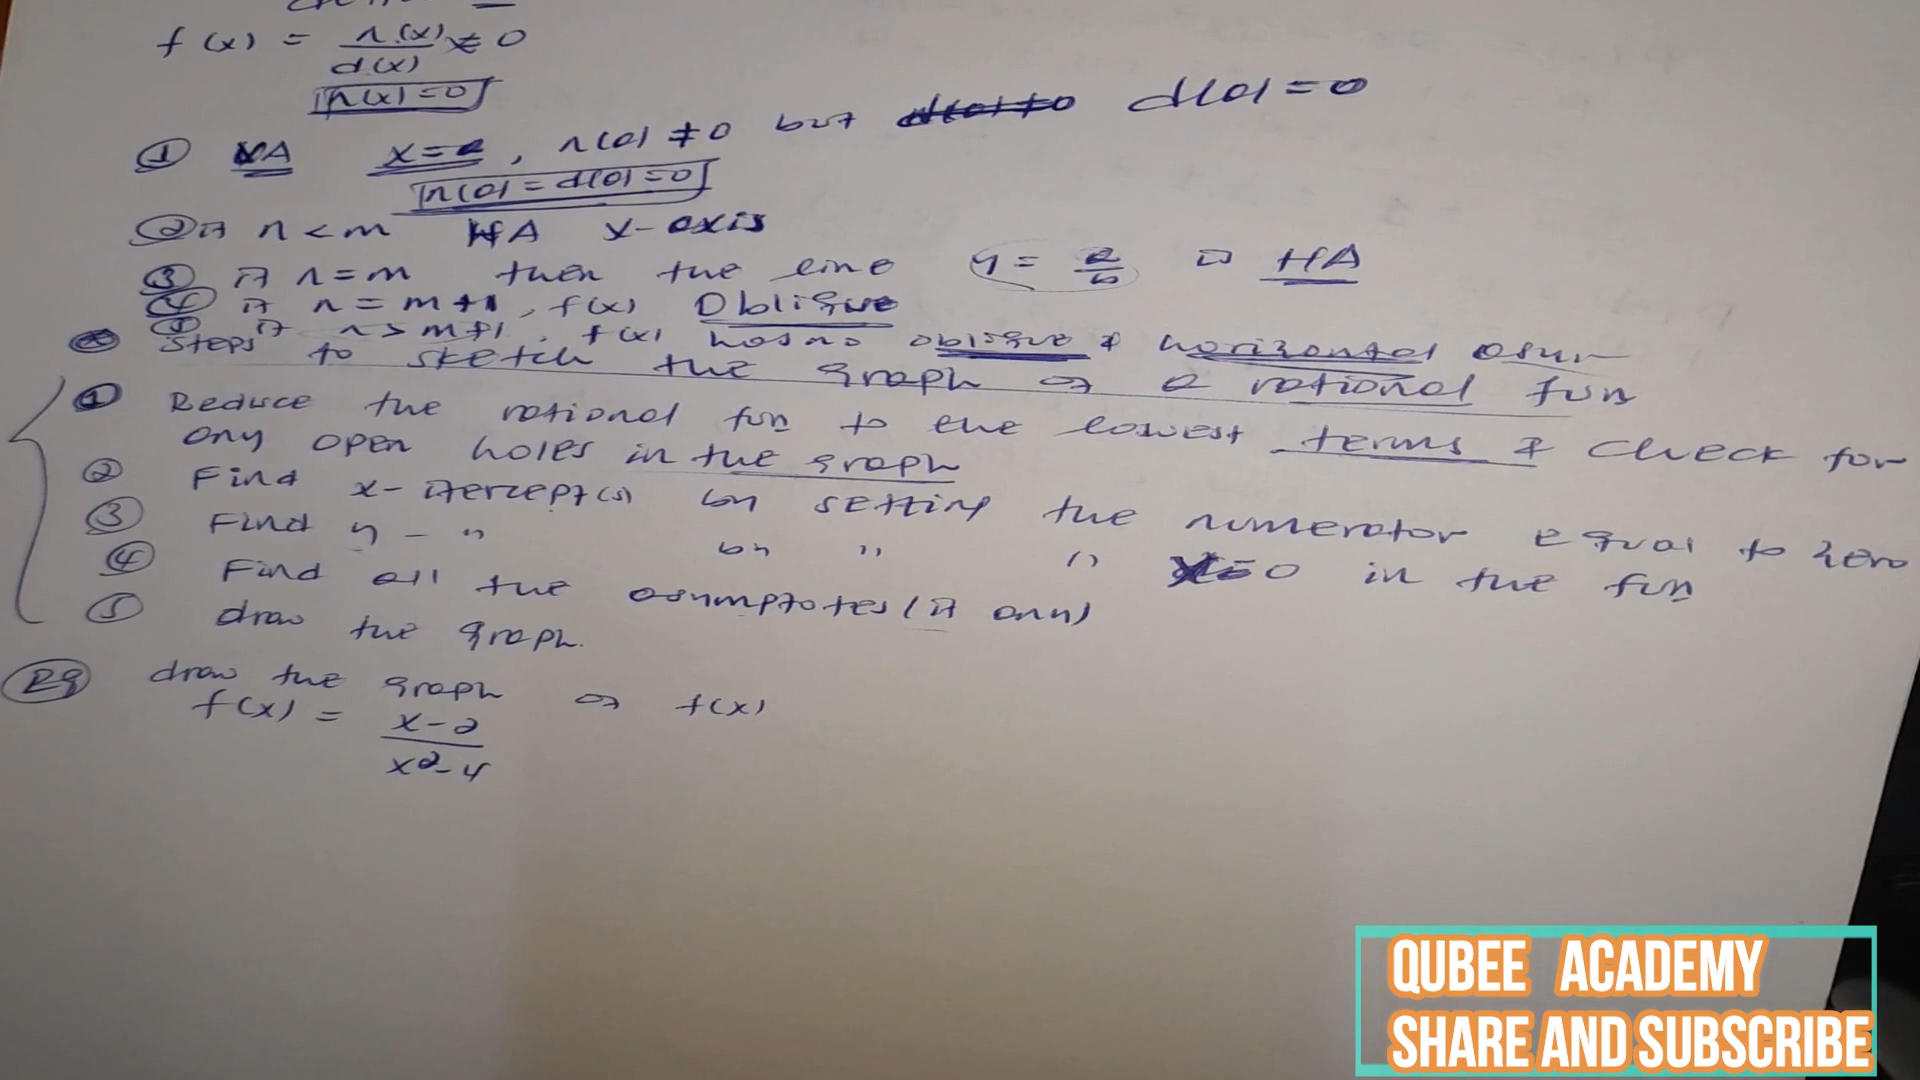 f(x) = n(x)/d(x) ≠ 0
n(x)=0
① VA x=a, n(a) ≠ 0 but d(a)≠0 d(a)=0
n(a)=d(a)=0
② if n<m HA x-axis
③ if n=m then the line y = a/b is HA
④ if n=m+1, f(x) Oblique
⑤ if n>m+1, f(x) has no oblique & horizontal asym
Steps to sketch the graph of a rational fun
① Reduce the rational fun to the lowest terms & check for
any open holes in the graph
② Find x-itercept(s) by setting the numerator equal to zero
③ Find y - " by " " x=0 in the fun
④ Find all the asymptotes (if any)
⑤ draw the graph.
Eg draw the graph of f(x)
f(x) = x-2/x²-4
QUBEE ACADEMY
SHARE AND SUBSCRIBE